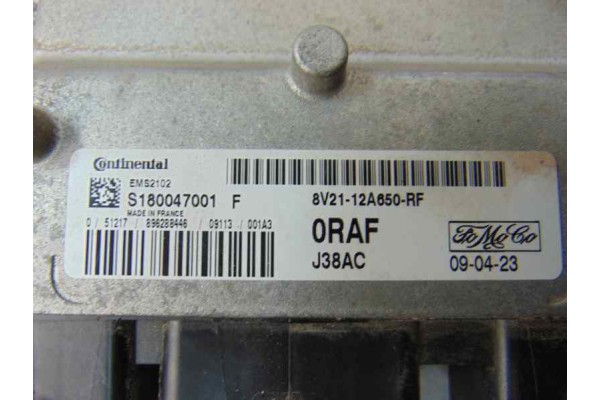 Continental
EMS2102
S180047001 F
MADE IN FRANCE
0 / 51217 / 896288446 / 09113 / 001A3
8V21-12A650-RF
0RAF
J38AC
FoMoCo
09-04-23